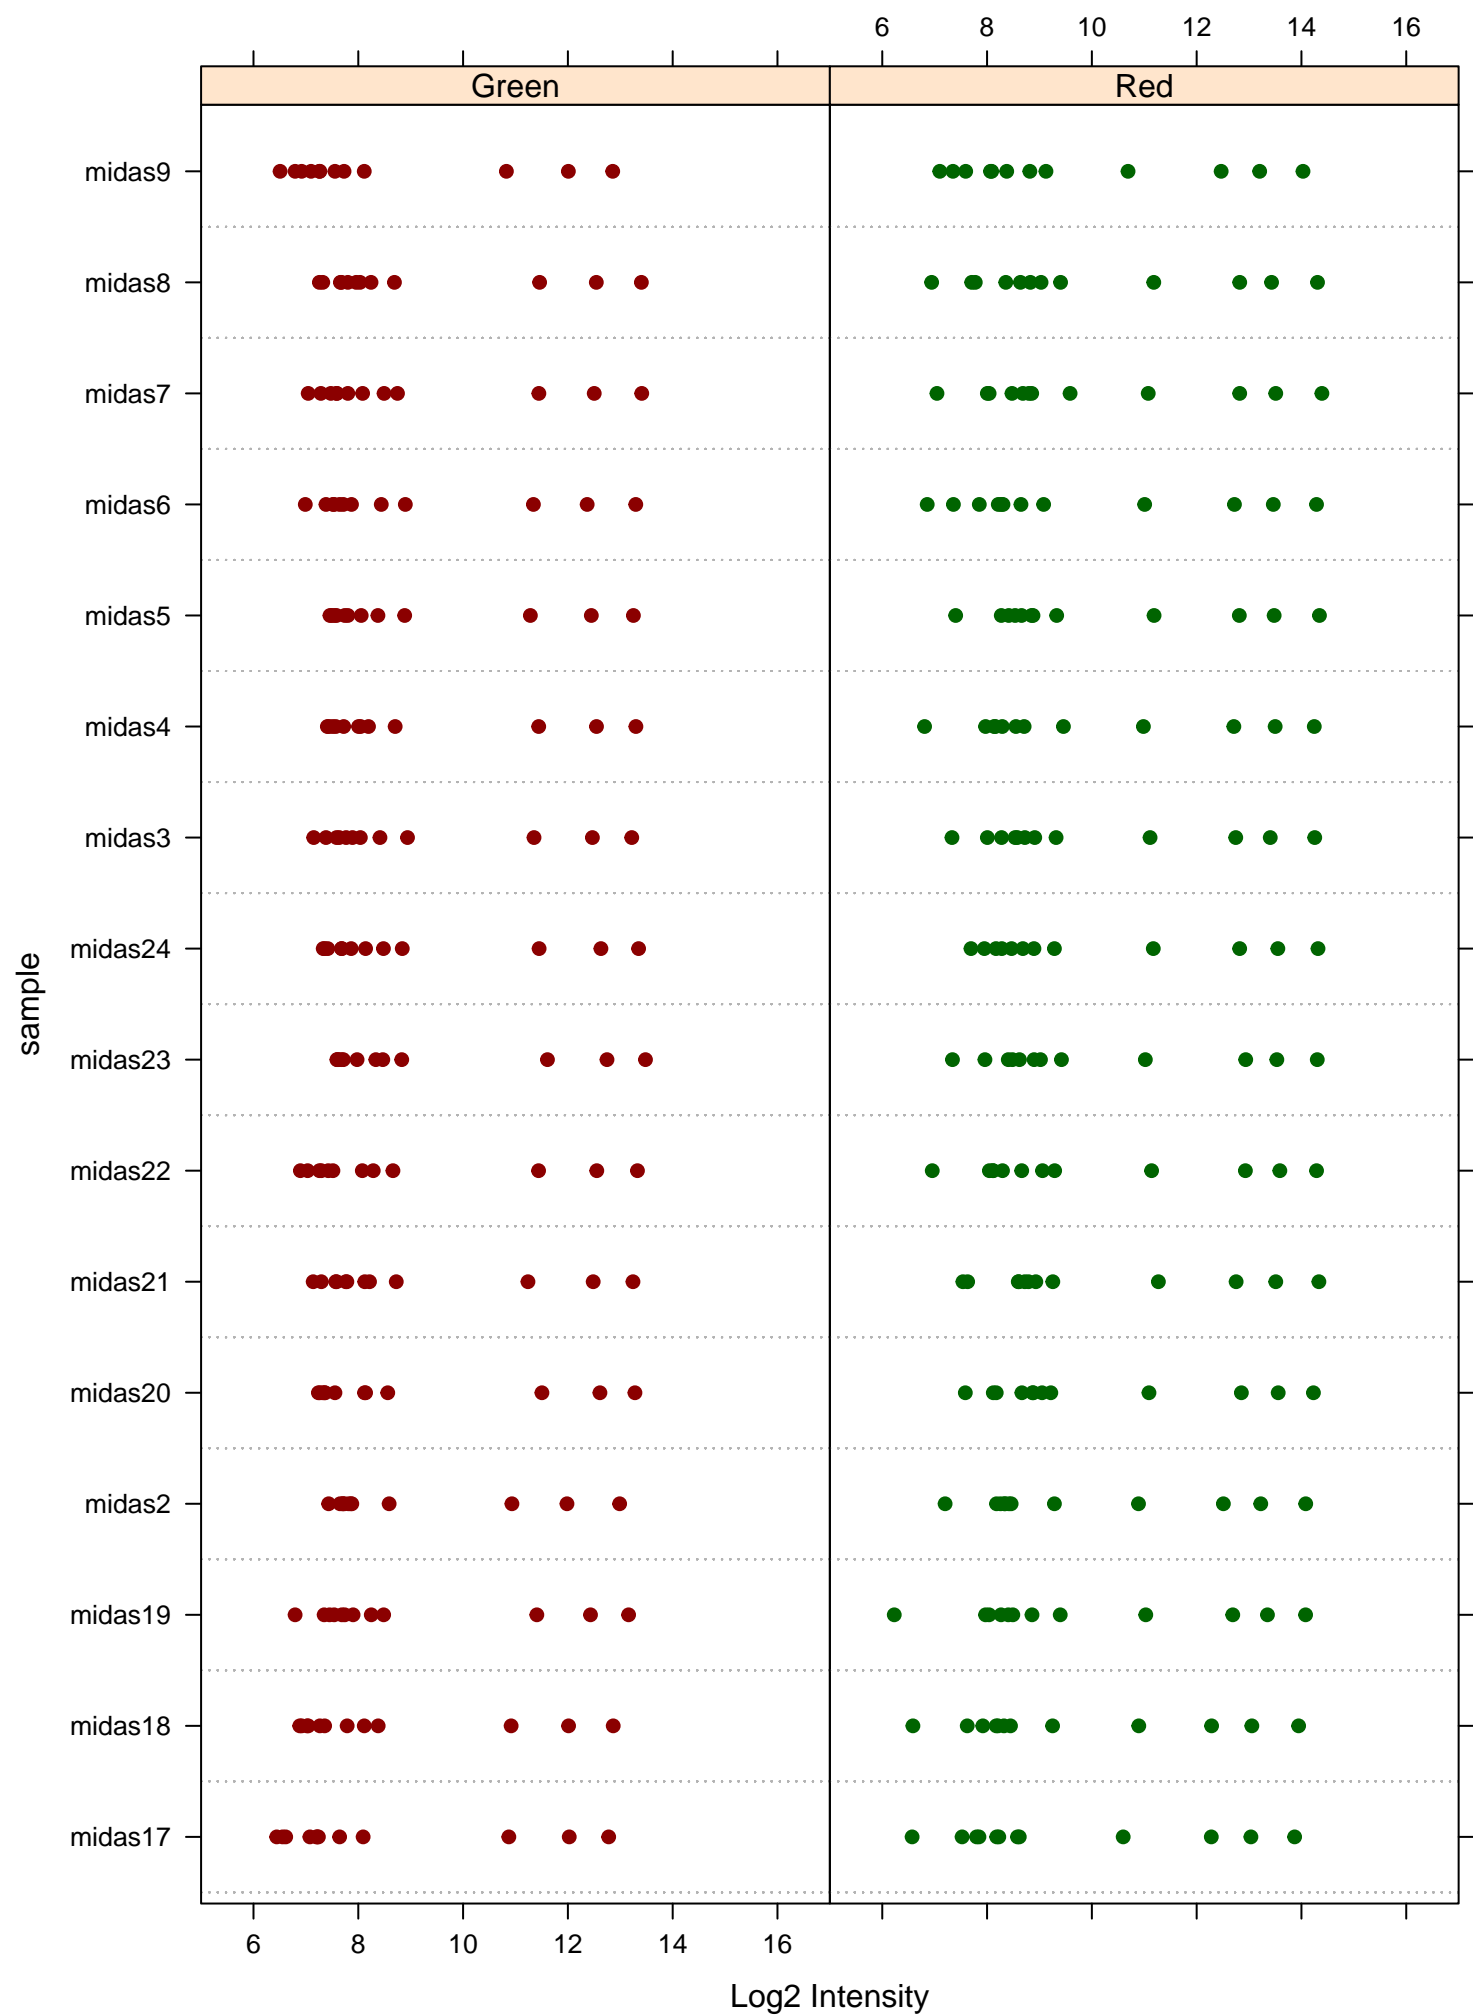 6 8 10 12 14 16
Green Red
midas9
midas8
midas7
midas6
midas5
midas4
midas3
midas24
midas23
midas22
midas21
midas20
midas2
midas19
midas18
midas17
sample
6 8 10 12 14 16
Log2 Intensity